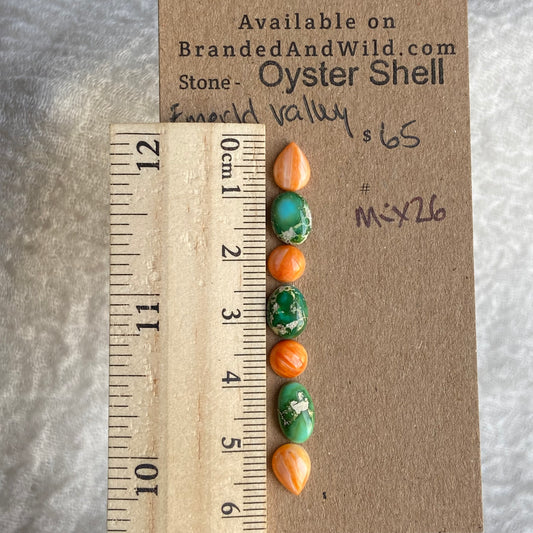 Available on
BrandedAndWild.com
Stone- Oyster Shell
Emerld Valley
$ 65
#
mix26
0cm
1
2
3
4
5
6
12
11
10